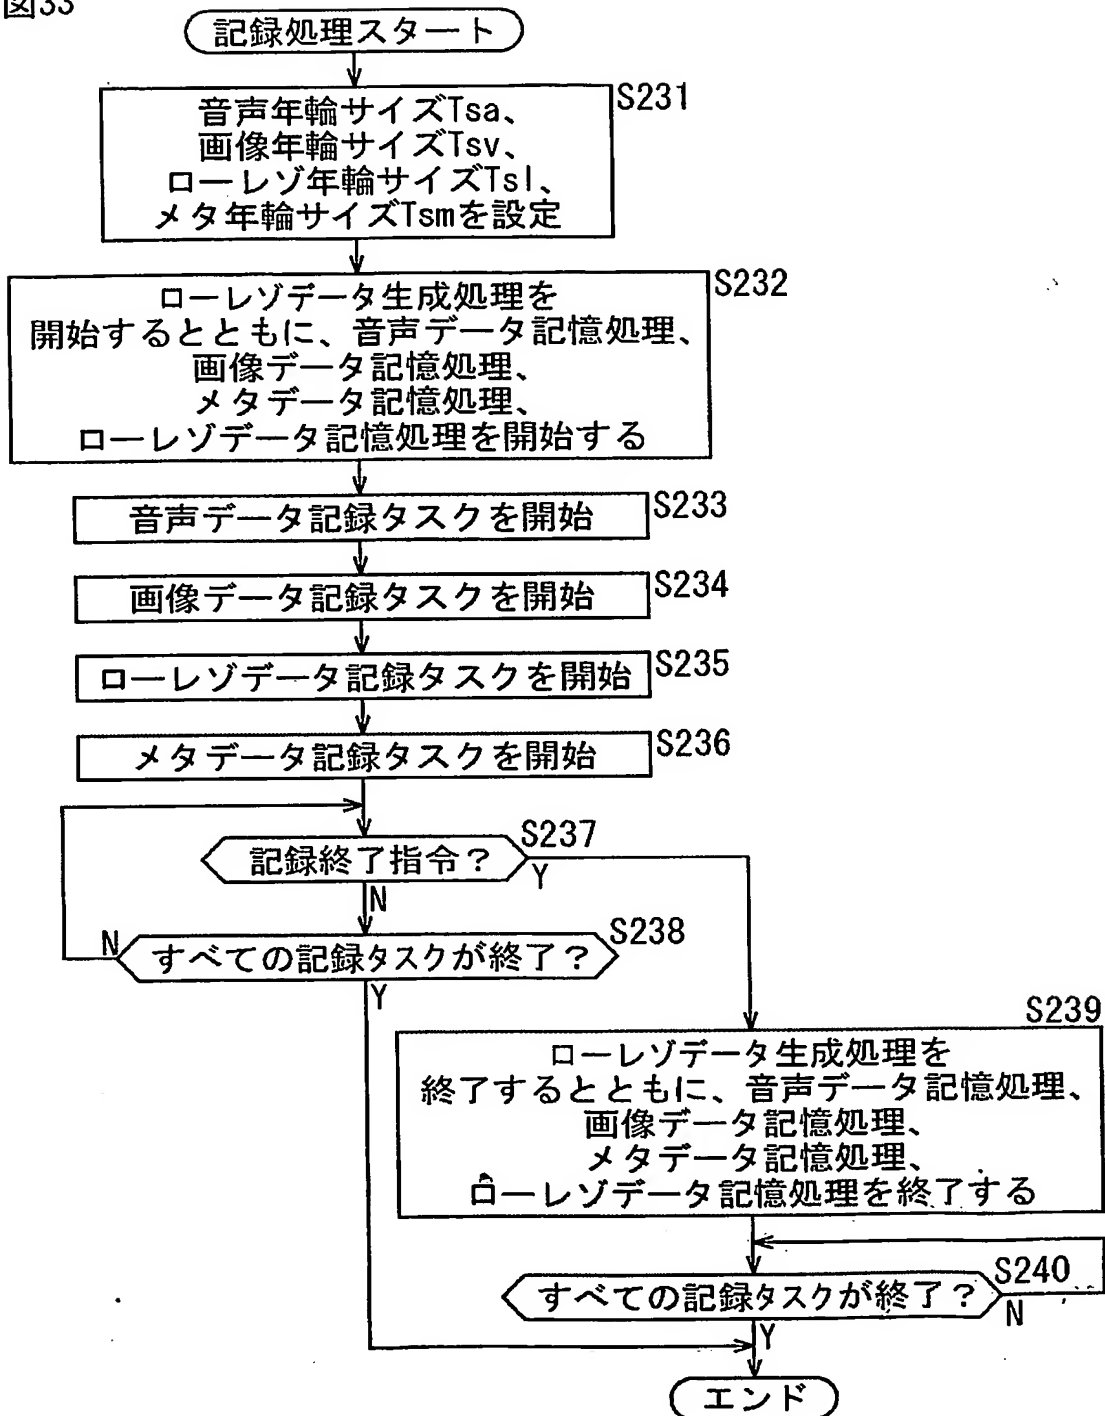 図33
記録処理スタート
S231
音声年輪サイズTsa、
画像年輪サイズTsv、
ローレゾ年輪サイズTsl、
メタ年輪サイズTsmを設定
S232
ローレゾデータ生成処理を
開始するとともに、音声データ記憶処理、
画像データ記憶処理、
メタデータ記憶処理、
ローレゾデータ記憶処理を開始する
音声データ記録タスクを開始 S233
画像データ記録タスクを開始 S234
ローレゾデータ記録タスクを開始 S235
メタデータ記録タスクを開始 S236
S237
記録終了指令? Y
N
S238
N すべての記録タスクが終了?
Y
S239
ローレゾデータ生成処理を
終了するとともに、音声データ記憶処理、
画像データ記憶処理、
メタデータ記憶処理、
ローレゾデータ記憶処理を終了する
S240
すべての記録タスクが終了? N
Y
エンド